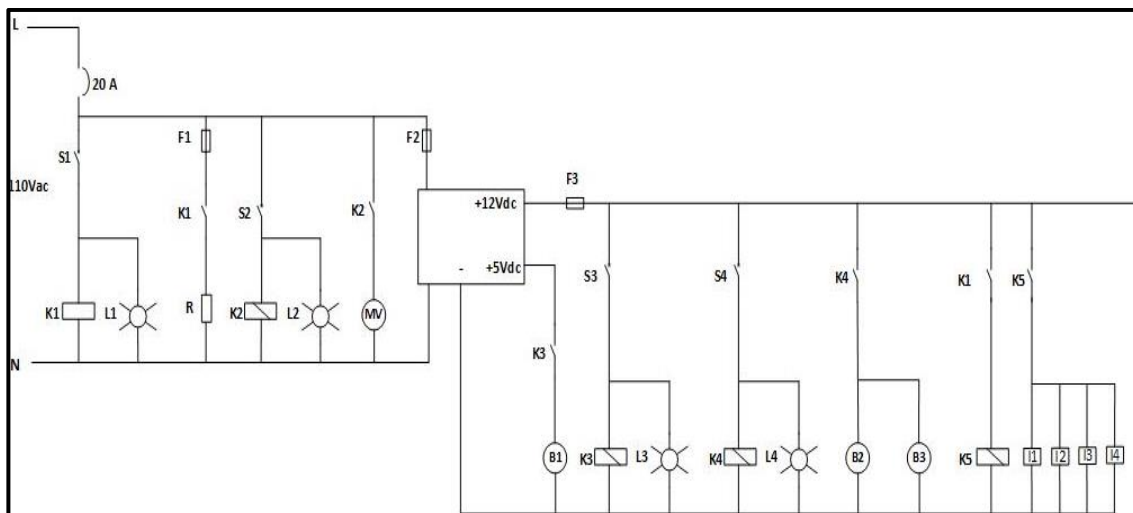 L
20 A
F1
F2
S1
F3
110Vac
+12Vdc
K1
S2
K2
- +5Vdc
S3
S4
K4
K1
K5
K1
L1
R
K2
L2
MV
K3
N
B1
K3
L3
K4
L4
B2
B3
K5
I1
I2
I3
I4